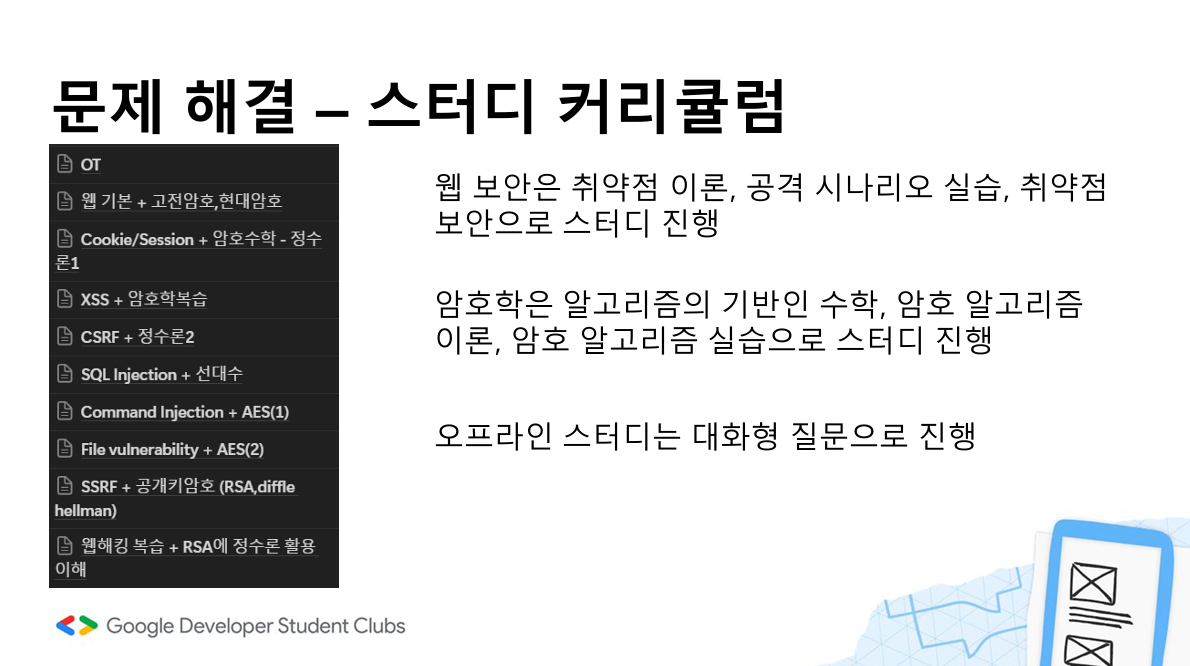 문제 해결 – 스터디 커리큘럼
OT
웹 기본 + 고전암호,현대암호
Cookie/Session + 암호수학 - 정수
론1
XSS + 암호학복습
CSRF + 정수론2
SQL Injection + 선대수
Command Injection + AES(1)
File vulnerability + AES(2)
SSRF + 공개키암호 (RSA,diffle
hellman)
웹해킹 복습 + RSA에 정수론 활용
이해
웹 보안은 취약점 이론, 공격 시나리오 실습, 취약점
보안으로 스터디 진행
암호학은 알고리즘의 기반인 수학, 암호 알고리즘
이론, 암호 알고리즘 실습으로 스터디 진행
오프라인 스터디는 대화형 질문으로 진행
Google Developer Student Clubs